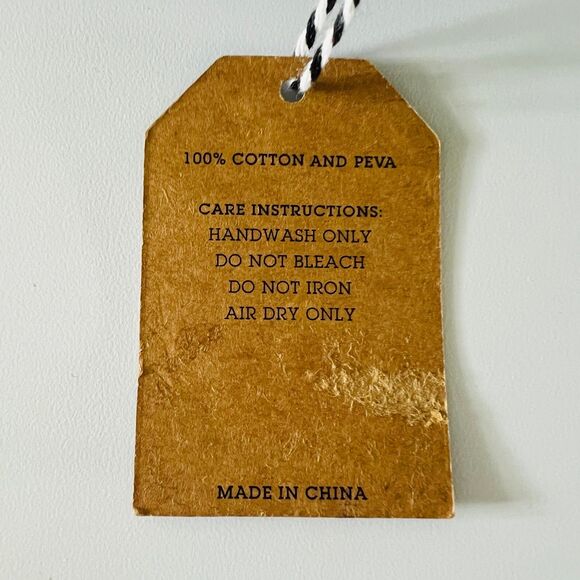 100% COTTON AND PEVA
CARE INSTRUCTIONS:
HANDWASH ONLY
DO NOT BLEACH
DO NOT IRON
AIR DRY ONLY
MADE IN CHINA